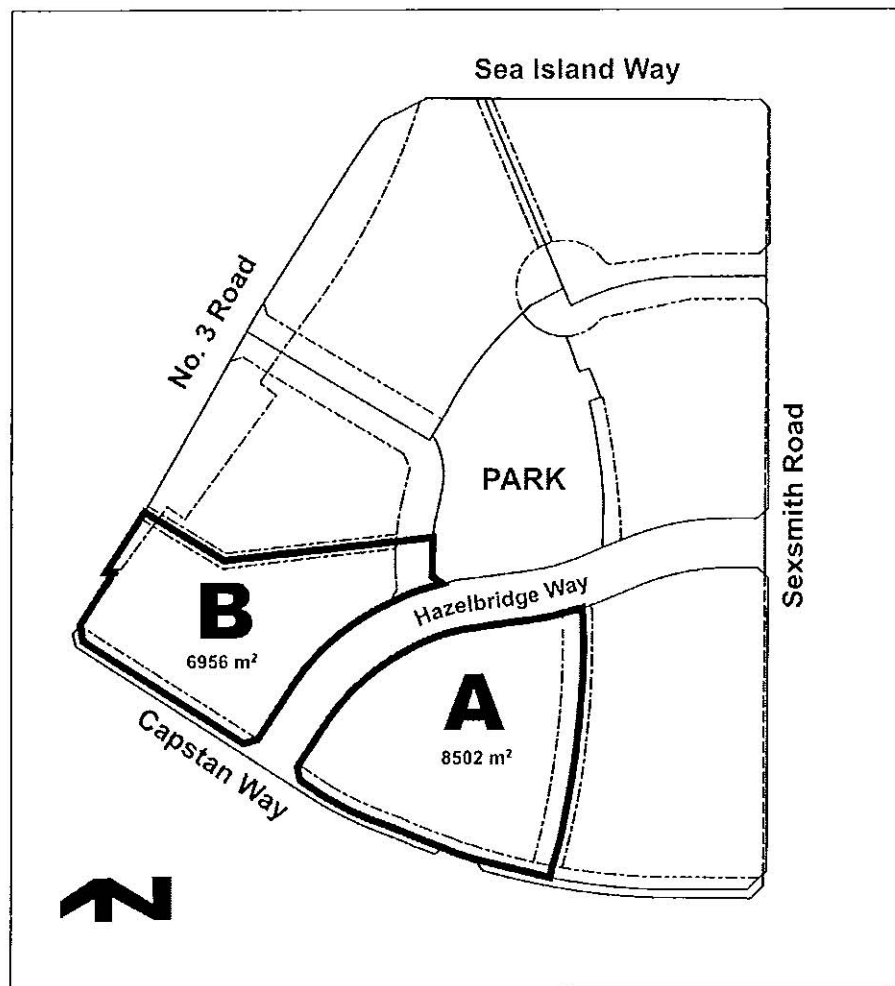 Sea Island Way
No. 3 Road
PARK
Sexsmith Road
Hazelbridge Way
B
6956 m²
A
8502 m²
Capstan Way
N